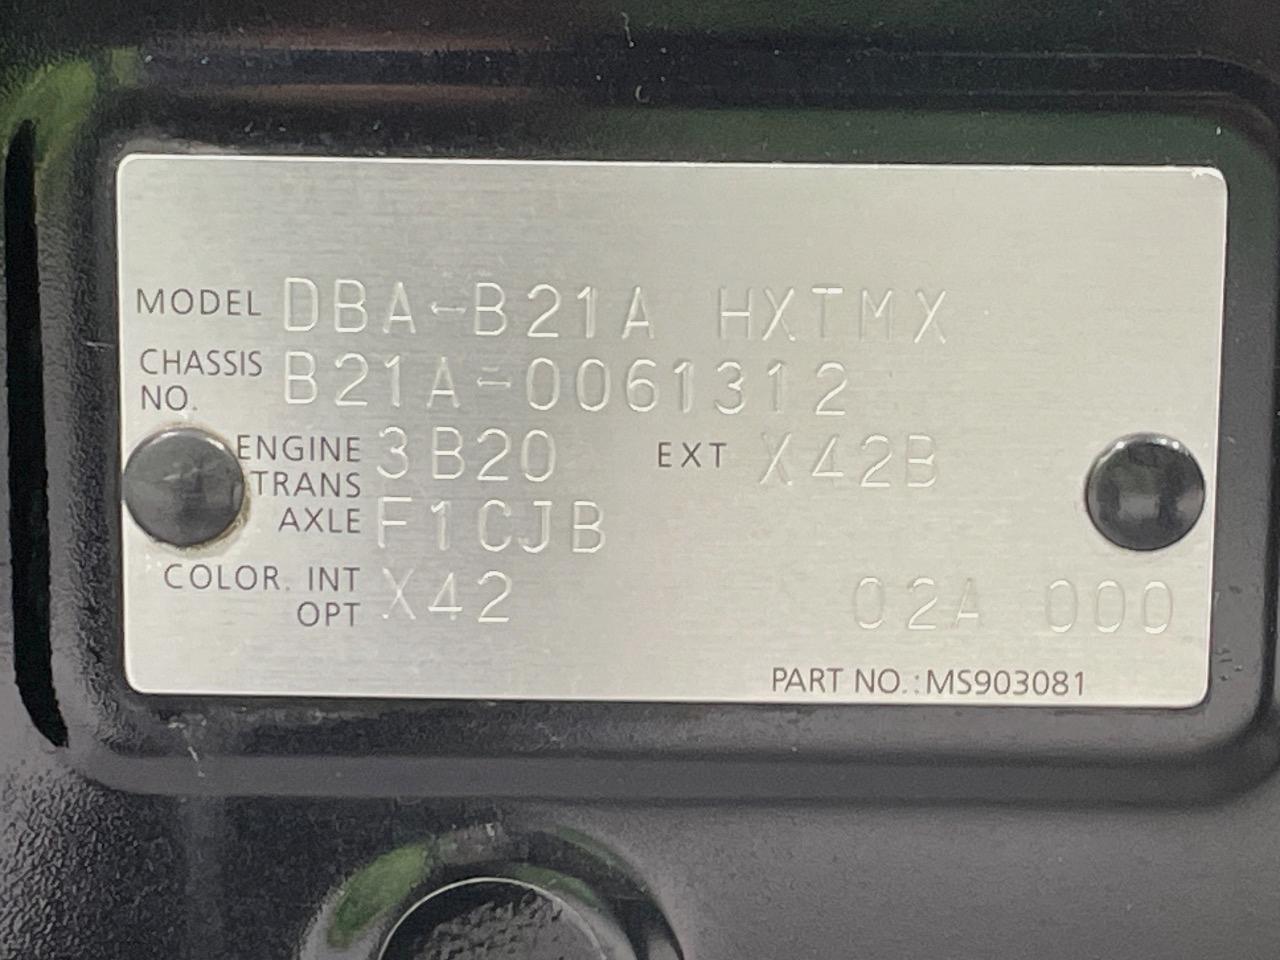 MODEL DBA-B21A HXTMX
CHASSIS NO. B21A-0061312
ENGINE 3B20 EXT X42B
TRANS AXLE F1CJB
COLOR. INT OPT X42 02A 000
PART NO.:MS903081